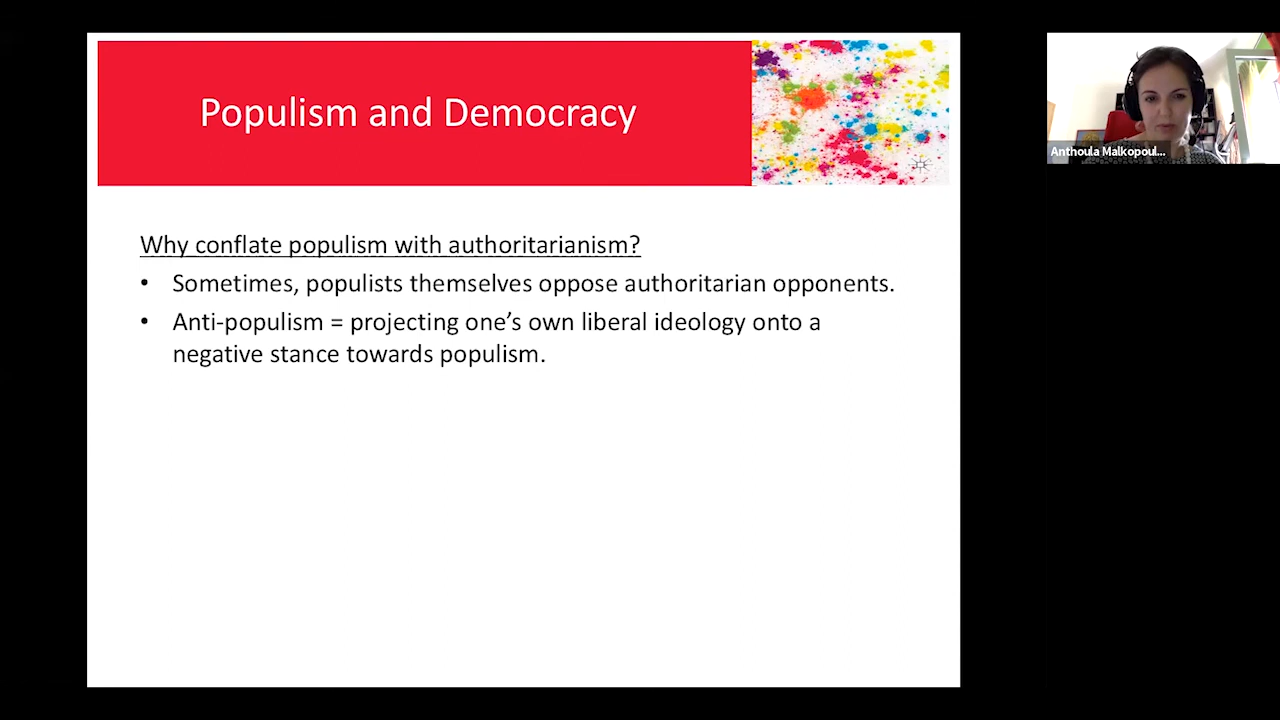 Populism and Democracy
Anthoula Malkopoul...
Why conflate populism with authoritarianism?
• Sometimes, populists themselves oppose authoritarian opponents.
• Anti-populism = projecting one’s own liberal ideology onto a
negative stance towards populism.